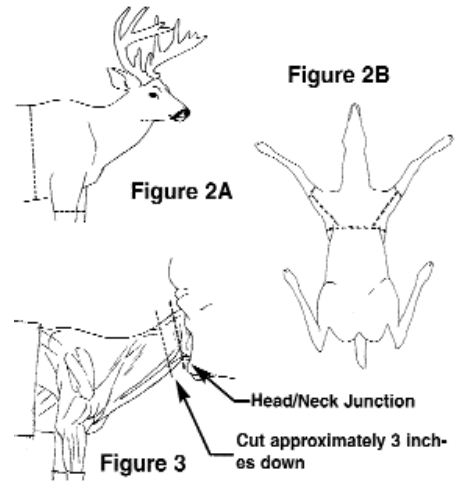 Figure 2B
Figure 2A
Head/Neck Junction
Cut approximately 3 inch-
es down
Figure 3